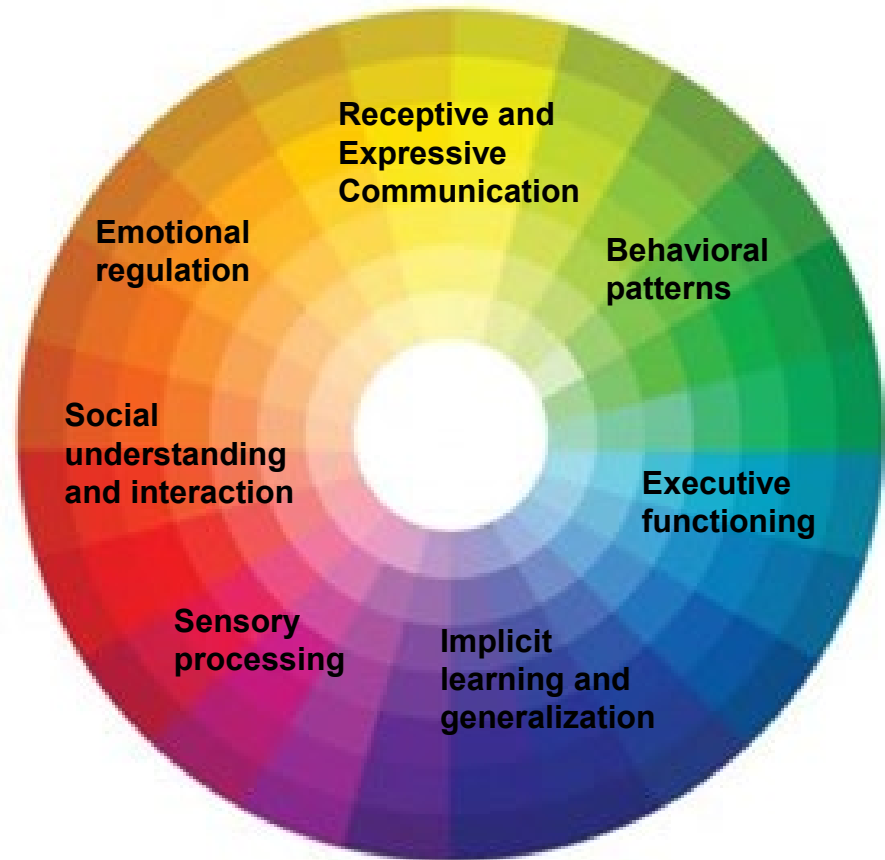 Receptive and
Expressive
Communication
Emotional
regulation
Behavioral
patterns
Social
understanding
and interaction
Executive
functioning
Sensory
processing
Implicit
learning and
generalization